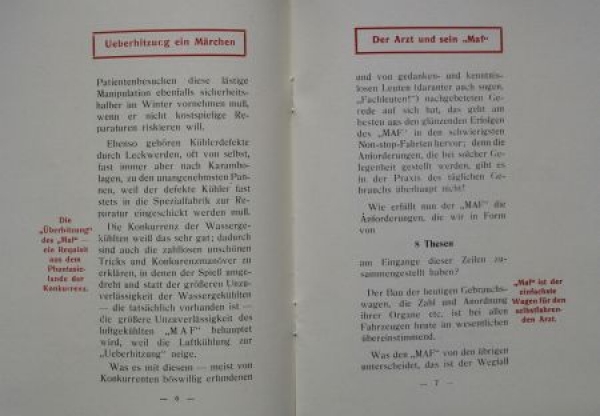 Ueberhitzung ein Märchen
Patientenbesuchen diese lästige
Manipulation ebenfalls sicherheits-
halber im Winter vornehmen muß,
wenn er nicht kostspielige Re-
paraturen riskieren will.
Ebenso gehören Kühlerdefekte
durch Leckwerden, oft von selbst,
fast immer aber nach Karambo-
lagen, zu den unangenehmsten Pan-
nen, weil der defekte Kühler fast
stets in die Spezialfabrik zur Re-
paratur eingeschickt werden muß.
Die Konkurrenz der Wasserge-
kühlten weiß das sehr gut; dadurch
sind auch die zahllosen unschönen
Tricks und Konkurenzmanöver zu
erklären, in denen der Spieß umge-
dreht und statt der größeren Unzu-
verlässigkeit der Wassergekühlten
— die tatsächlich vorhanden ist —
die größere Unzuverlässigkeit des
luftgekühlten „MAF“ behauptet
wird, weil die Luftkühlung zur
„Ueberhitzung“ neige.
Was es mit diesem — meist von
Konkurrenten böswillig erfundenen
Die
„Überhitzung“
des „Maf“ —
ein Requisit
aus dem
Phantasie-
lande der
Konkurrenz.
— 6 —
Der Arzt und sein „Maf“
und von gedanken- und kenntnis-
losen Leuten (darunter auch sogen.
„Fachleuten!“) nachgebeteten Ge-
rede auf sich hat, das geht am
besten aus den glänzenden Erfolgen
des „MAF“ in den schwierigsten
Non-stop-Fahrten hervor; denn die
Anforderungen, die bei solcher Ge-
legenheit gestellt werden, gibt es
in der Praxis des täglichen Ge-
brauchs überhaupt nicht!
Wie erfüllt nun der „MAF“ die
Anforderungen, die wir in Form
von
8 Thesen
am Eingange dieser Zeilen zu-
sammengestellt haben?
Der Bau der heutigen Gebrauchs-
wagen, die Zahl und Anordnung
ihrer Organe etc. ist bei allen
Fahrzeugen heute im wesentlichen
übereinstimmend.
Was den „MAF“ von den übrigen
unterscheidet, das ist der Wegfall
„Maf“ ist der
einfachste
Wagen für den
selbstfahren-
den Arzt.
— 7 —